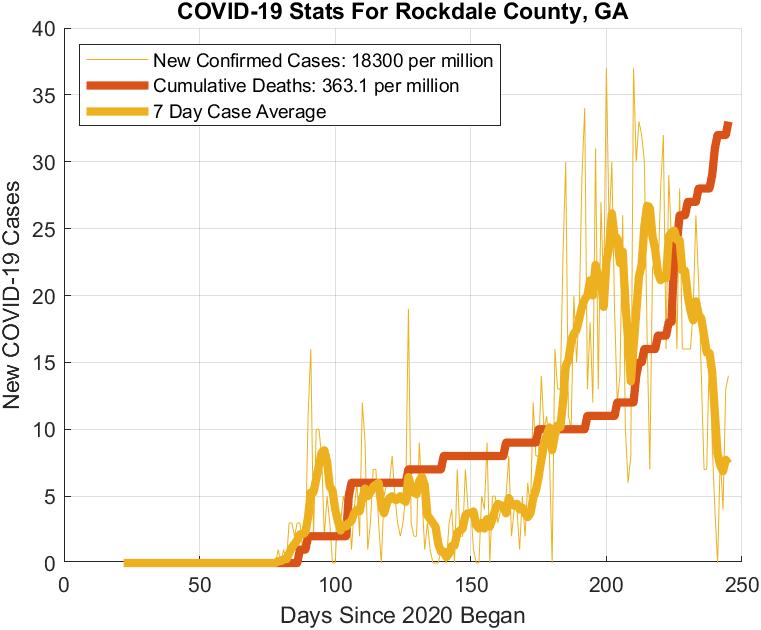 COVID-19 Stats For Rockdale County, GA
40
New Confirmed Cases: 18300 per million
Cumulative Deaths: 363.1 per million
7 Day Case Average
35
30
25
20
15
10
5
0
New COVID-19 Cases
0 50 100 150 200 250
Days Since 2020 Began